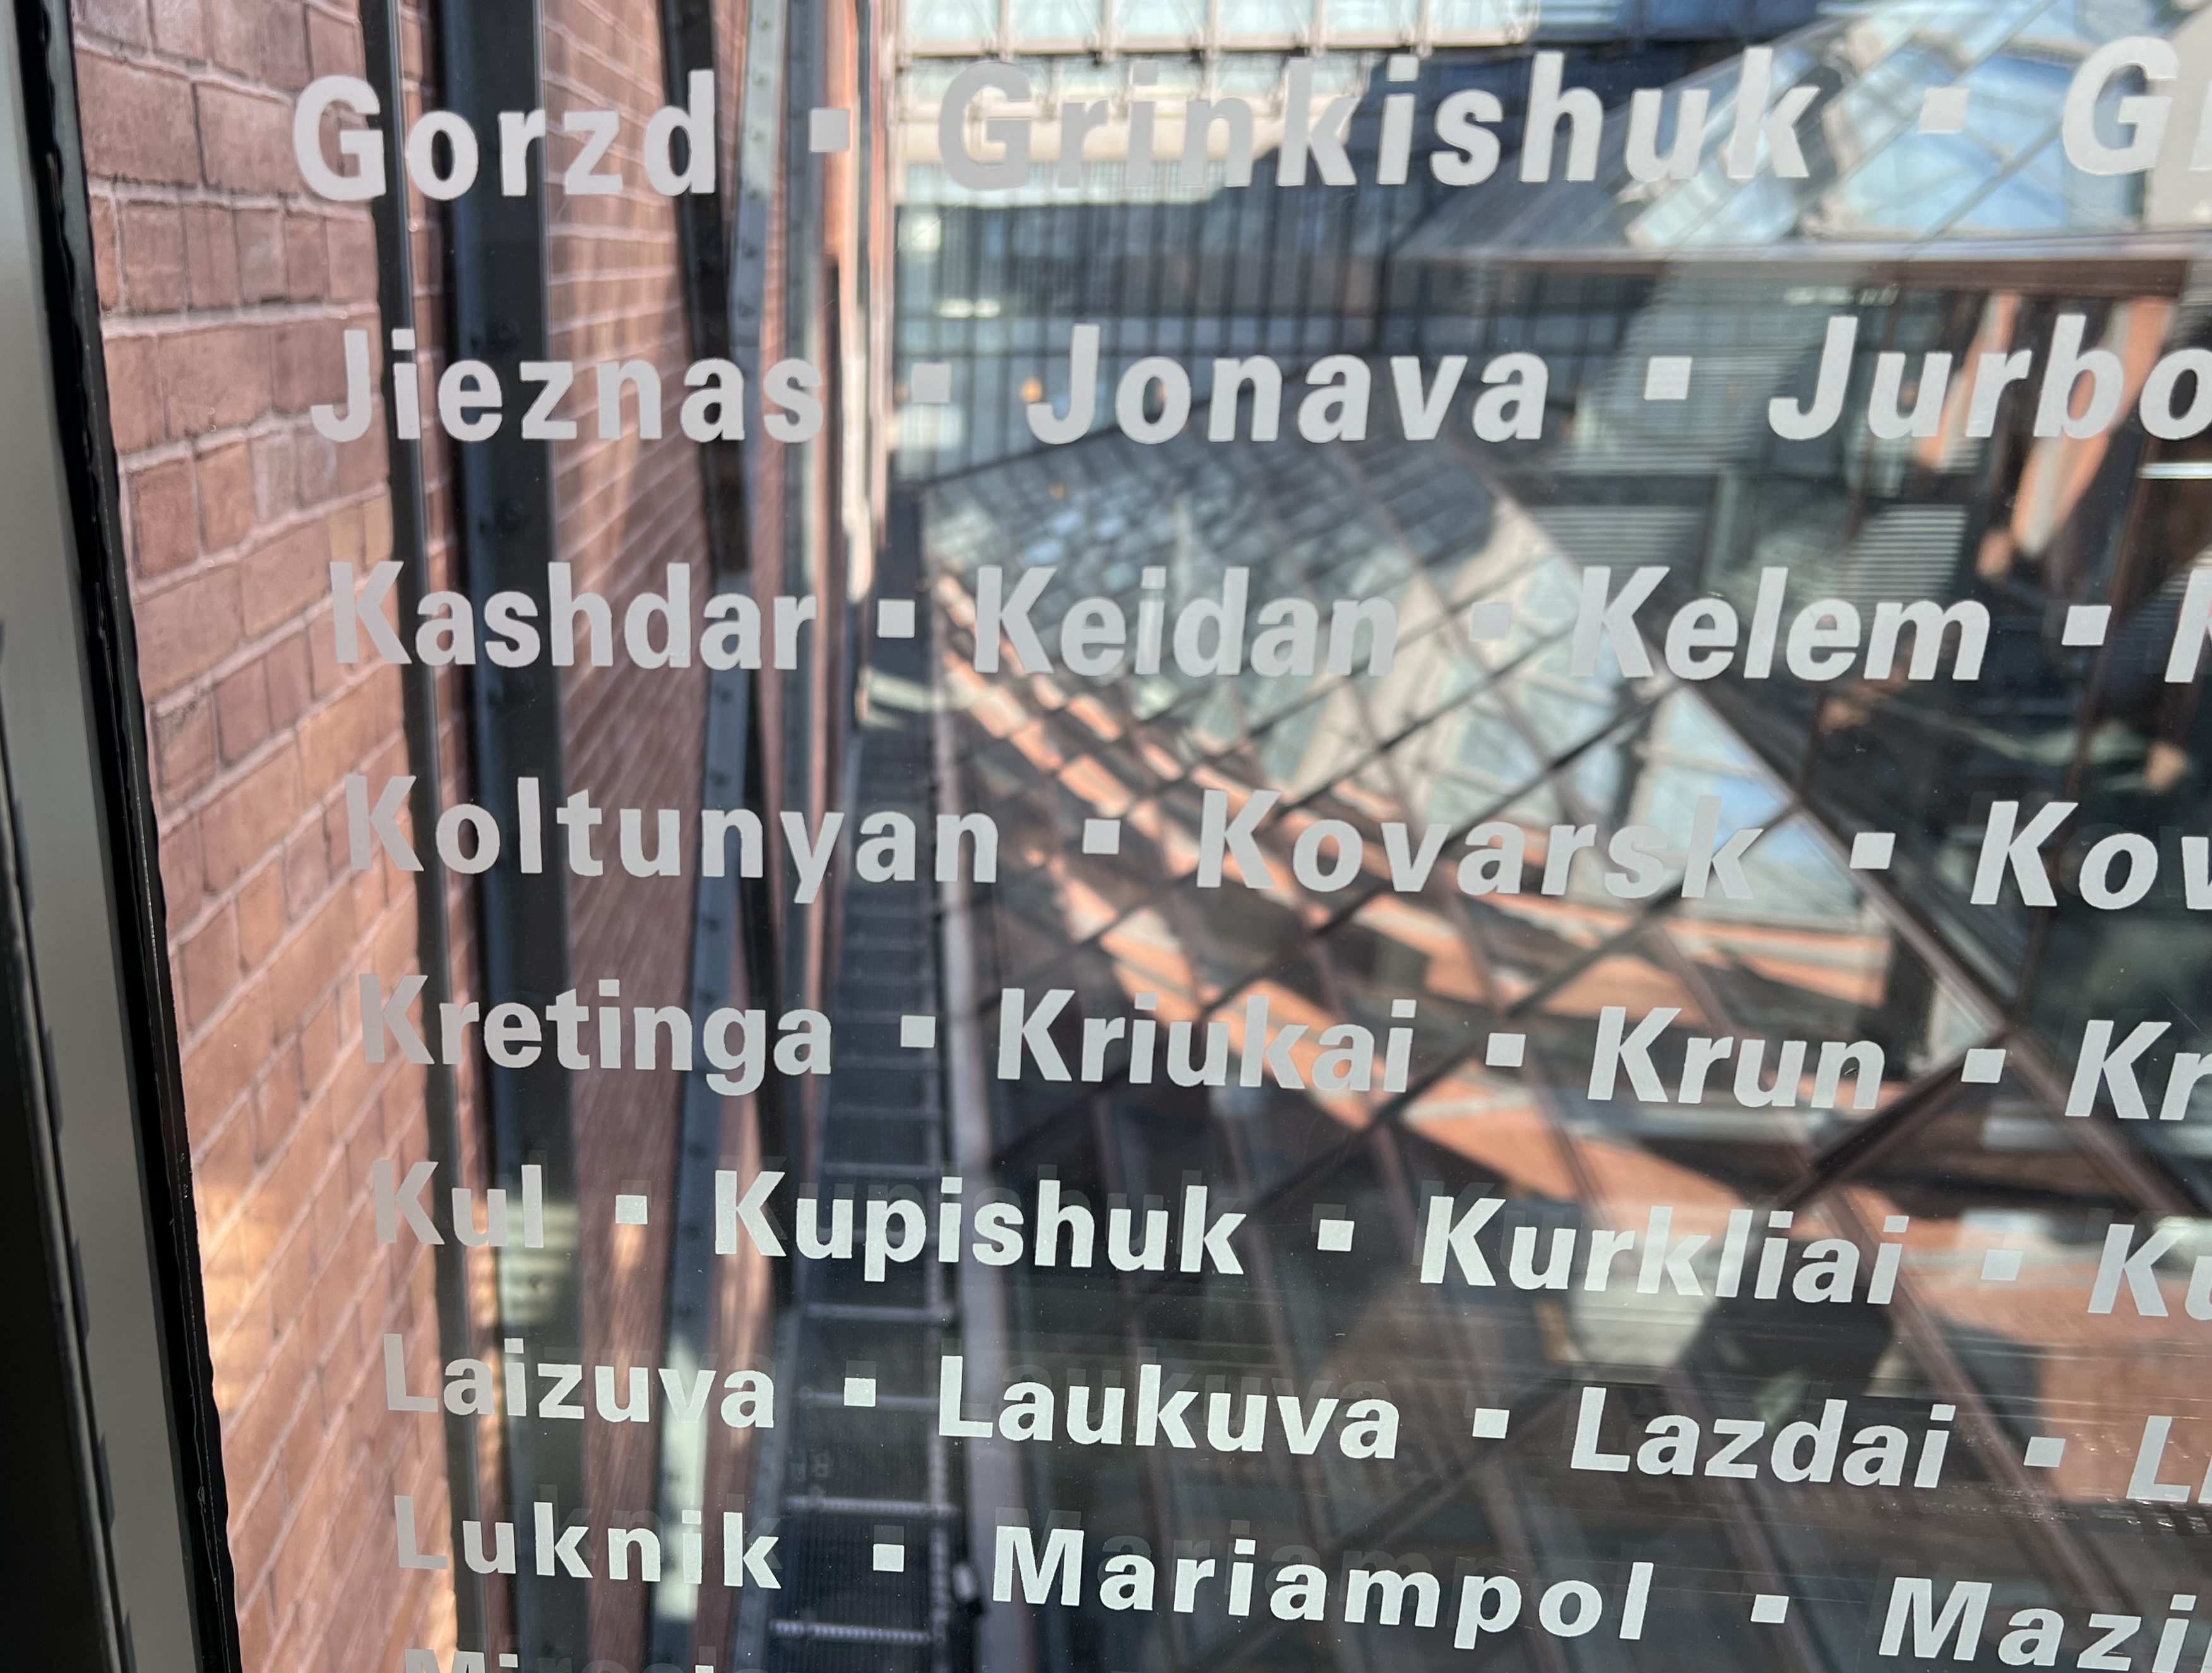 Gorzd ▪ Grinkishuk ▪
Jieznas ▪ Jonava ▪
Kashdar ▪ Keidan ▪ Kelem ▪
Koltunyan ▪ Kovarsk ▪
Kretinga ▪ Kriukai ▪ Krun ▪
Kul ▪ Kupishuk ▪ Kurkliai ▪
Laizuva ▪ Laukuva ▪ Lazdai ▪
Luknik ▪ Mariampol ▪